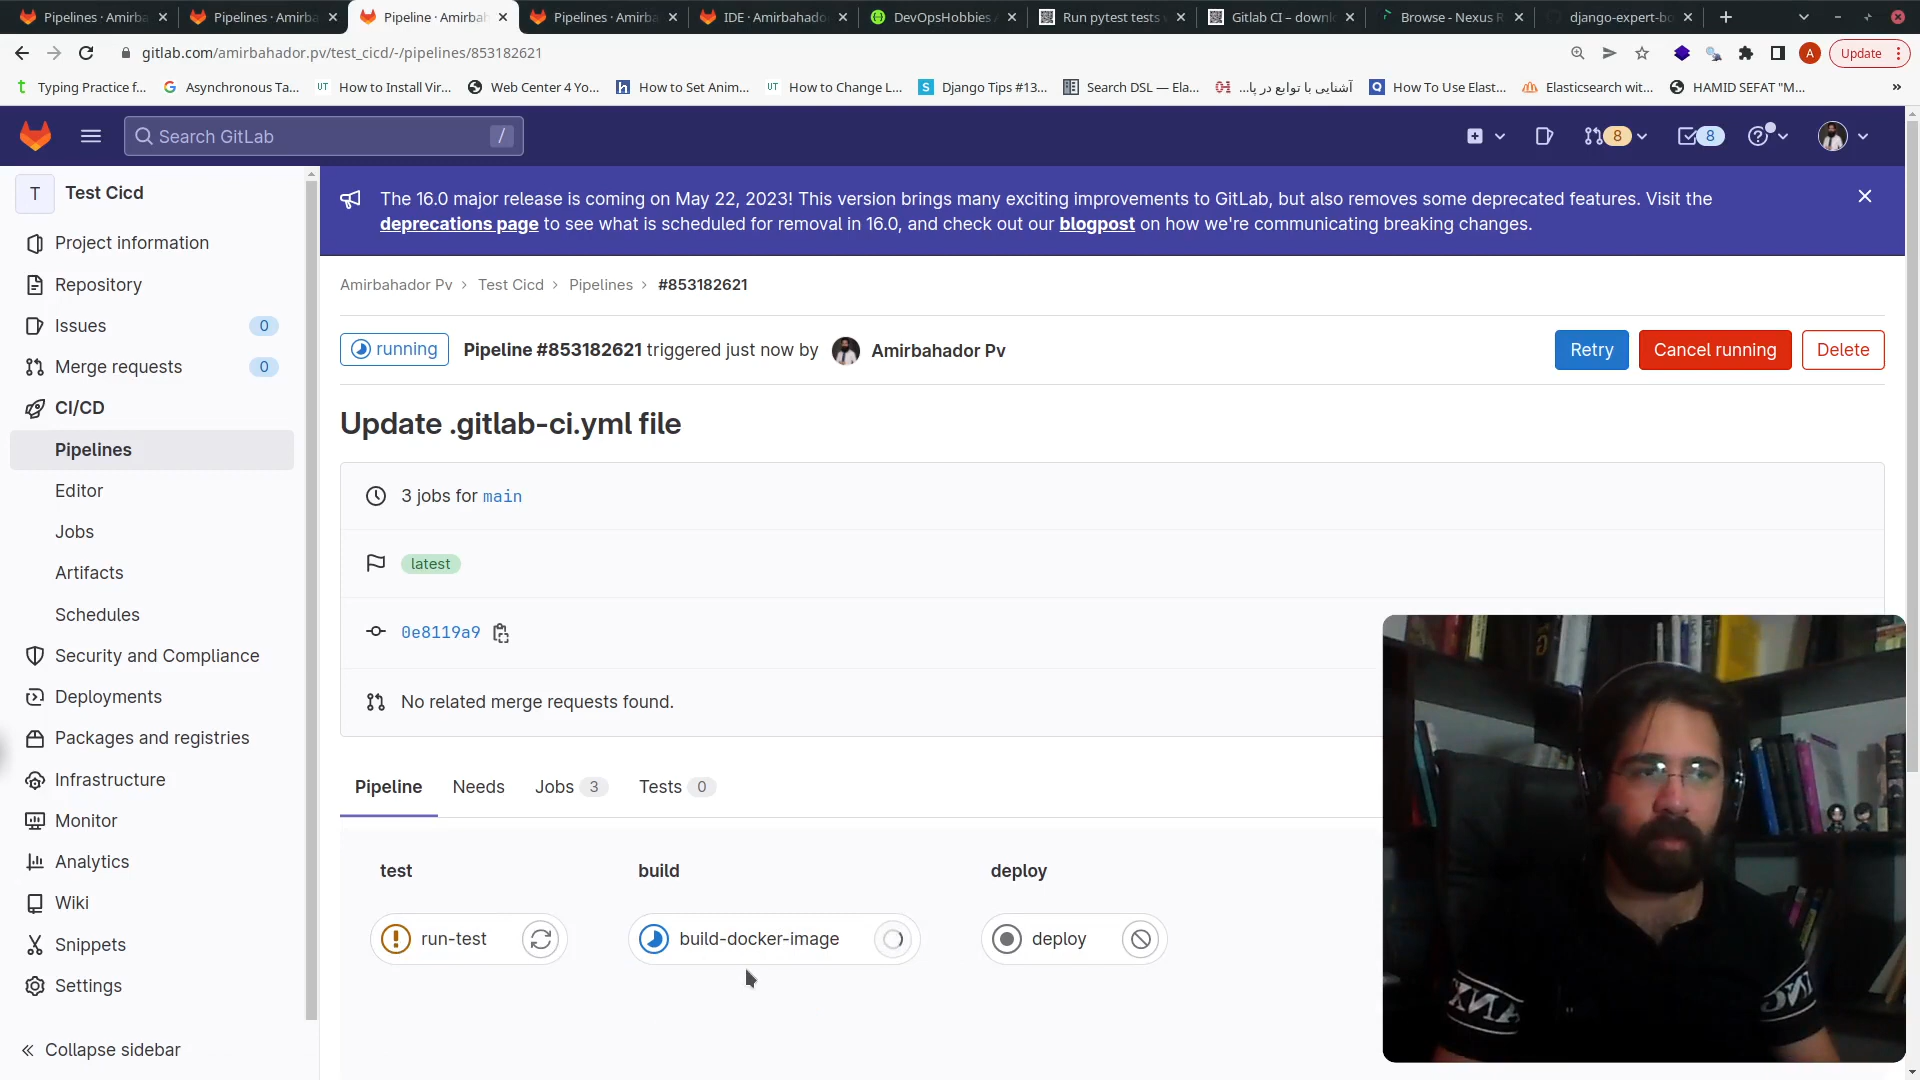 Pipelines · Amirba
Pipelines · Amirba
Pipeline · Amirbal
Pipelines · Amirba
IDE · Amirbahado
DevOpsHobbies
Run pytest tests
Gitlab CI – downl
Browse - Nexus R
django-expert-bo
gitlab.com/amirbahador.pv/test_cicd/-/pipelines/853182621
A
Update
Typing Practice f...
Asynchronous Ta...
UT How to Install Vir...
Web Center 4 Yo...
How to Set Anim...
UT How to Change L...
Django Tips #13...
Search DSL — Ela...
آشنایی با توابع در پا...
How To Use Elast...
Elasticsearch wit...
HAMID SEFAT "M...
»
Search GitLab
/
8
8
T
Test Cicd
Project information
Repository
Issues 0
Merge requests 0
CI/CD
Pipelines
Editor
Jobs
Artifacts
Schedules
Security and Compliance
Deployments
Packages and registries
Infrastructure
Monitor
Analytics
Wiki
Snippets
Settings
« Collapse sidebar
The 16.0 major release is coming on May 22, 2023! This version brings many exciting improvements to GitLab, but also removes some deprecated features. Visit the
deprecations page to see what is scheduled for removal in 16.0, and check out our blogpost on how we're communicating breaking changes.
Amirbahador Pv › Test Cicd › Pipelines › #853182621
running
Pipeline #853182621 triggered just now by Amirbahador Pv
Retry
Cancel running
Delete
Update .gitlab-ci.yml file
3 jobs for main
latest
0e8119a9
No related merge requests found.
Pipeline
Needs
Jobs 3
Tests 0
test
build
deploy
run-test
build-docker-image
deploy